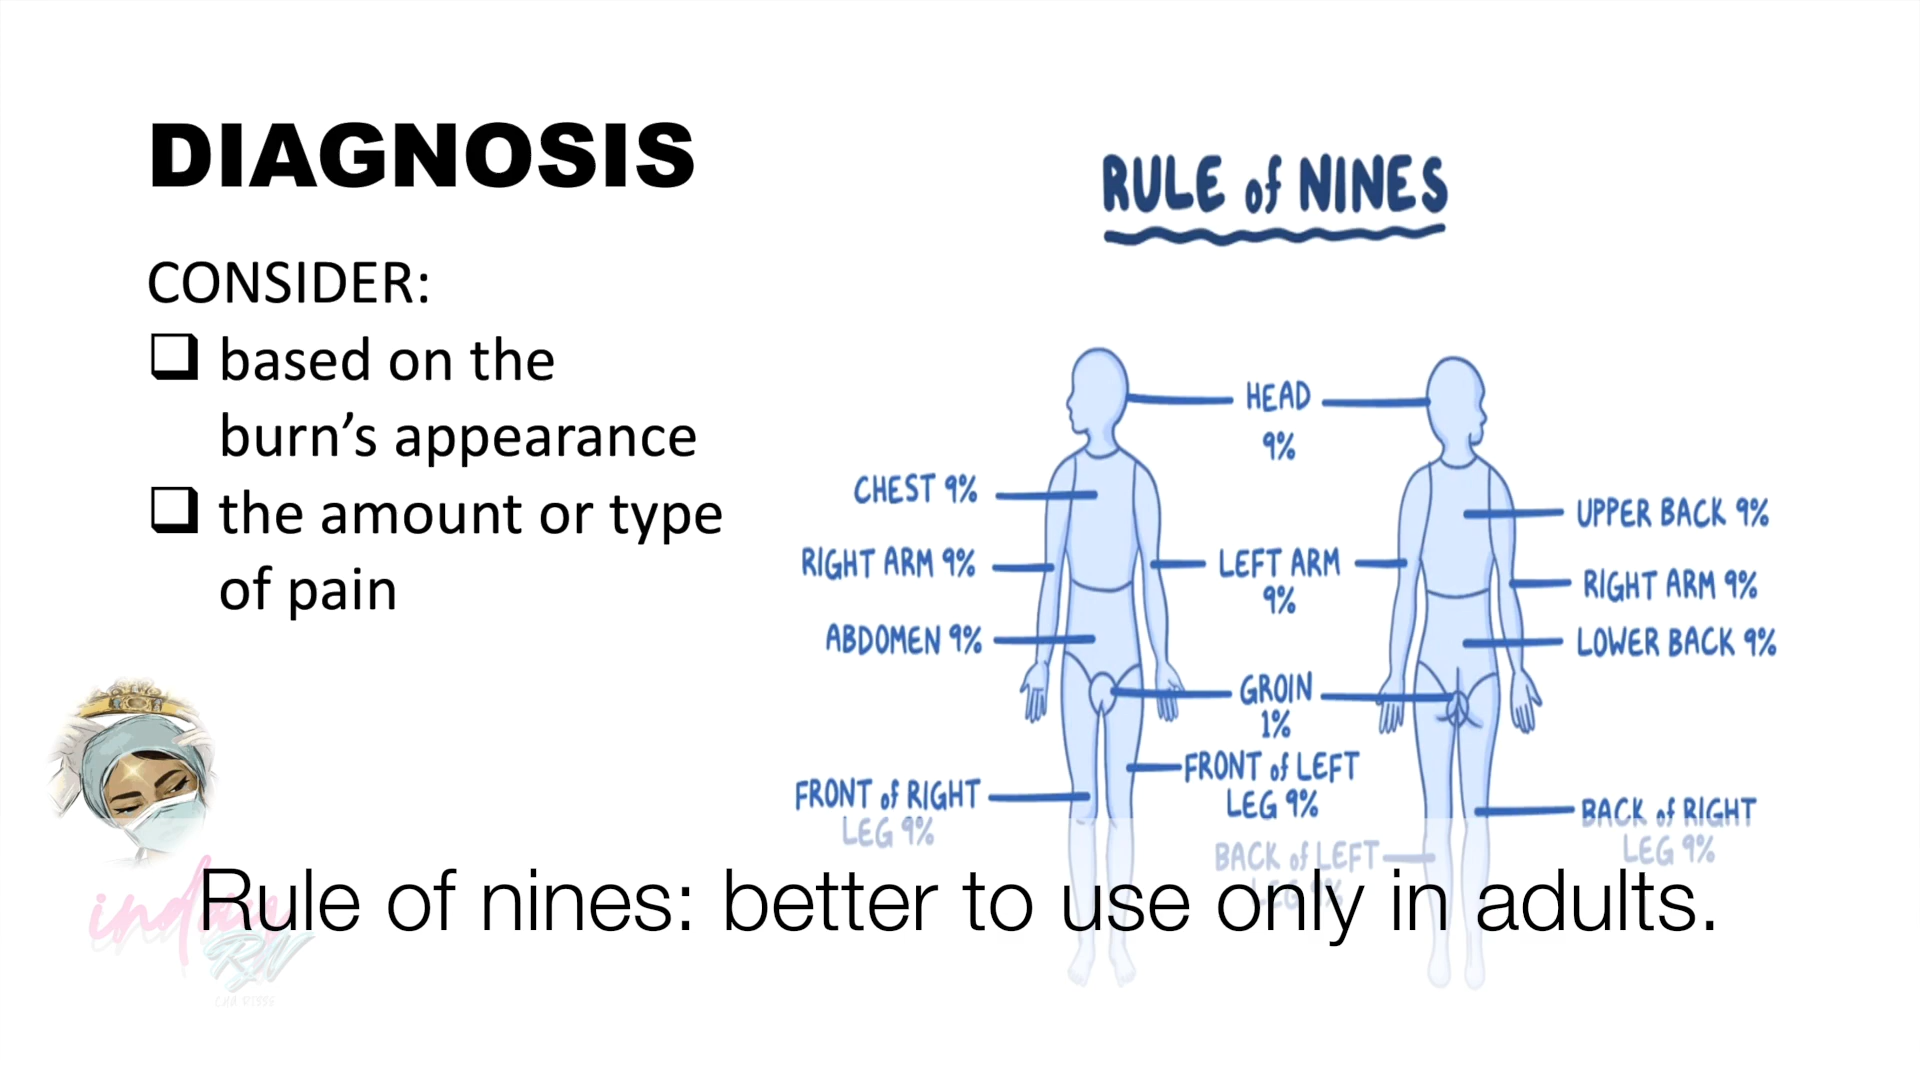 DIAGNOSIS
CONSIDER:
❑ based on the
burn’s appearance
❑ the amount or type
of pain
RULE of NINES
HEAD
9%
CHEST 9%
UPPER BACK 9%
RIGHT ARM 9%
LEFT ARM
9%
RIGHT ARM 9%
ABDOMEN 9%
LOWER BACK 9%
GROIN
1%
FRONT of RIGHT
LEG 9%
FRONT of LEFT
LEG 9%
BACK of RIGHT
LEG 9%
BACK of LEFT
LEG 9%
Rule of nines: better to use only in adults.
RN